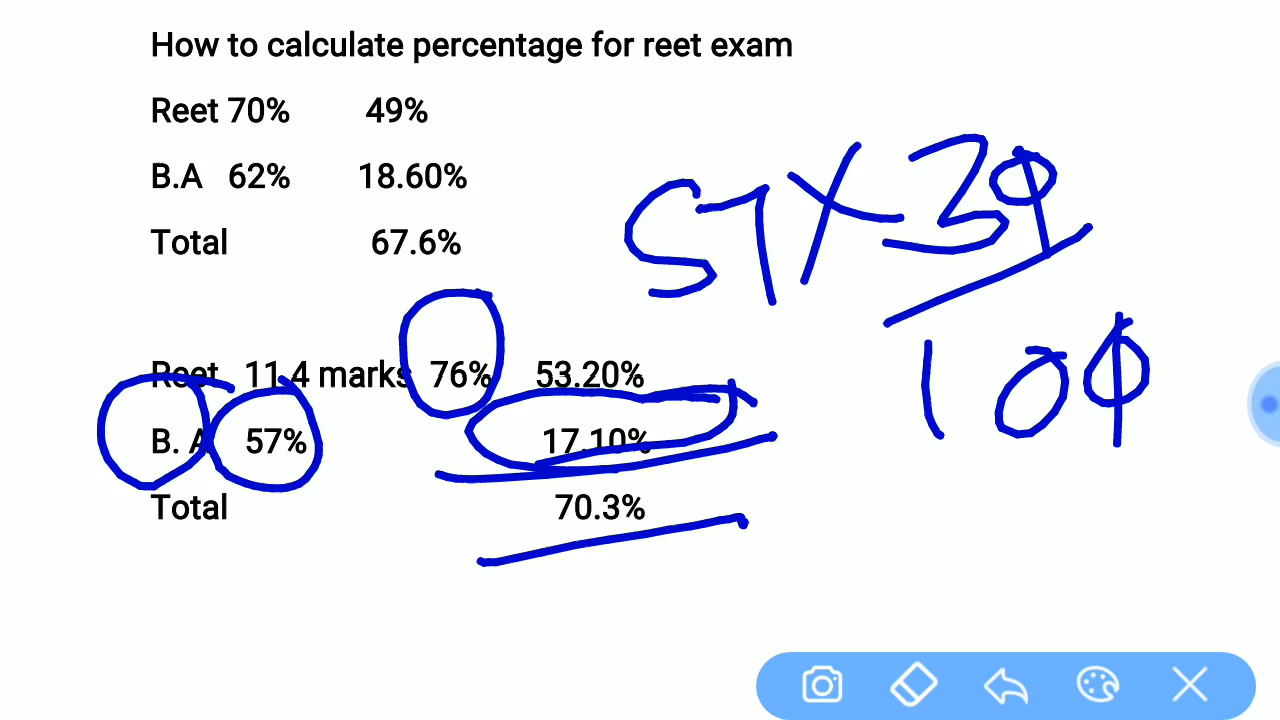 How to calculate percentage for reet exam
Reet 70% 49%
B.A 62% 18.60%
Total 67.6%
57 X 30
100
Reet 11.4 marks 76% 53.20%
B. A 57% 17.10%
Total 70.3%